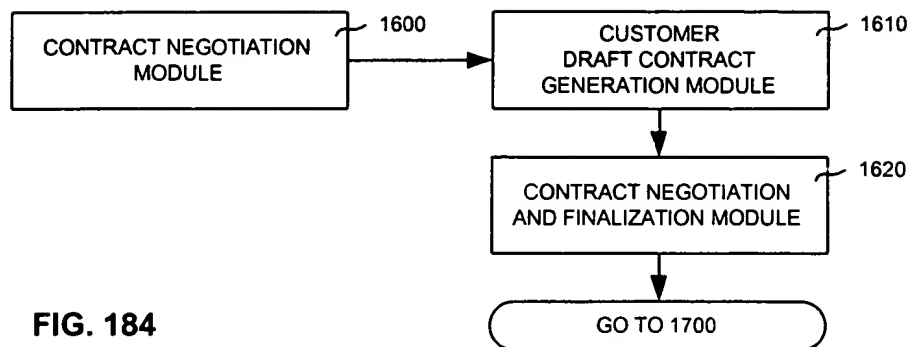 CONTRACT NEGOTIATION
MODULE
1600
CUSTOMER
DRAFT CONTRACT
GENERATION MODULE
1610
CONTRACT NEGOTIATION
AND FINALIZATION MODULE
1620
GO TO 1700
FIG. 184